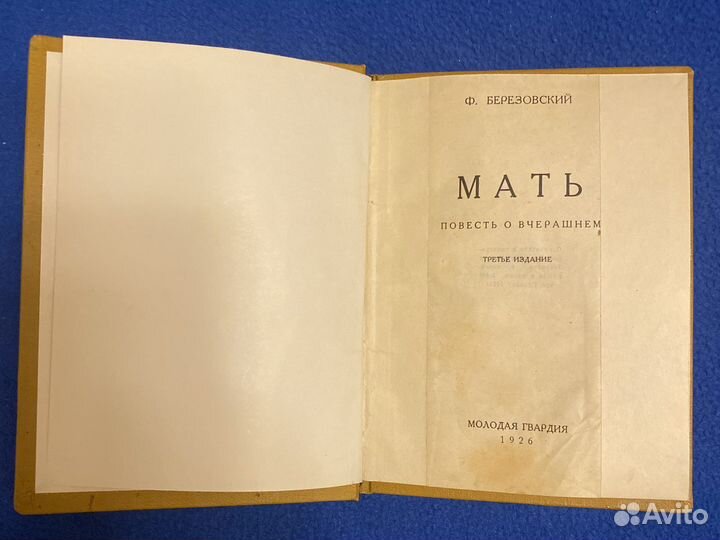 Ф. БЕРЕЗОВСКИЙ
МАТЬ
ПОВЕСТЬ О ВЧЕРАШНЕМ
ТРЕТЬЕ ИЗДАНИЕ
МОЛОДАЯ ГВАРДИЯ
1926
Avito